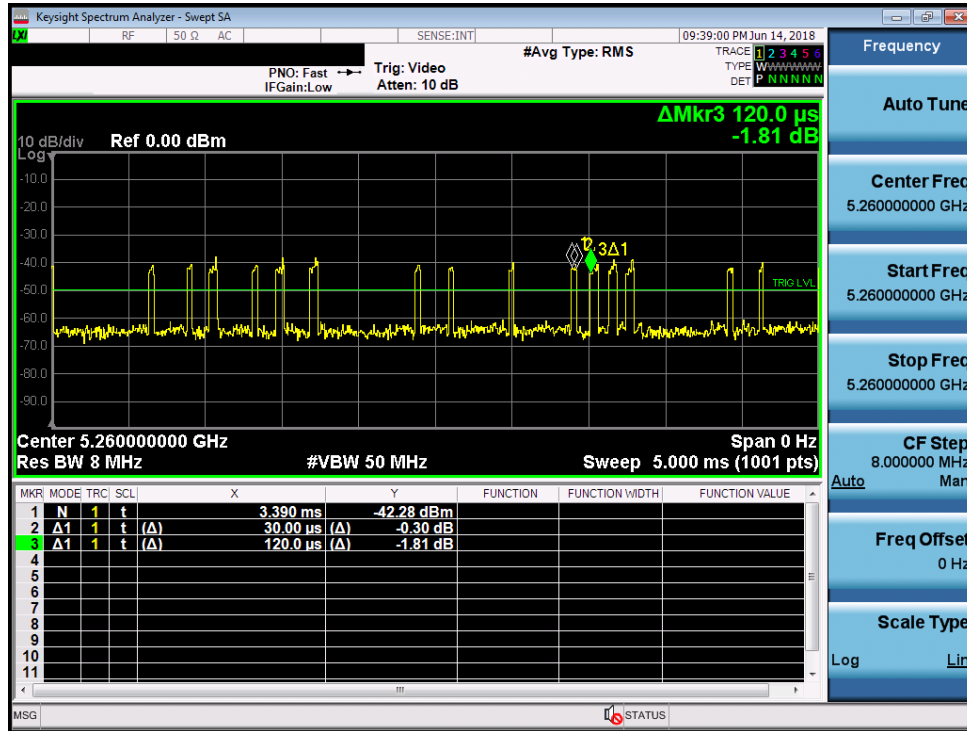 Keysight Spectrum Analyzer - Swept SA
LXI RF 50 Ω AC SENSE:INT 09:39:00 PM Jun 14, 2018
#Avg Type: RMS TRACE 1 2 3 4 5 6
PNO: Fast Trig: Video TYPE WWWWWW
IFGain:Low Atten: 10 dB DET P N N N N N
ΔMkr3 120.0 µs
-1.81 dB
10 dB/div Ref 0.00 dBm
Log
-10.0
-20.0
-30.0
1 2 3Δ1
-40.0
-50.0 TRIG LVL
-60.0
-70.0
-80.0
-90.0
Center 5.260000000 GHz Span 0 Hz
Res BW 8 MHz #VBW 50 MHz Sweep 5.000 ms (1001 pts)
MKR MODE TRC SCL X Y FUNCTION FUNCTION WIDTH FUNCTION VALUE
1 N 1 t 3.390 ms -42.28 dBm
2 Δ1 1 t (Δ) 30.00 µs (Δ) -0.30 dB
3 Δ1 1 t (Δ) 120.0 µs (Δ) -1.81 dB
4
5
6
7
8
9
10
11
MSG STATUS
Frequency
Auto Tune
Center Freq
5.260000000 GHz
Start Freq
5.260000000 GHz
Stop Freq
5.260000000 GHz
CF Step
8.000000 MHz
Auto Man
Freq Offset
0 Hz
Scale Type
Log Lin